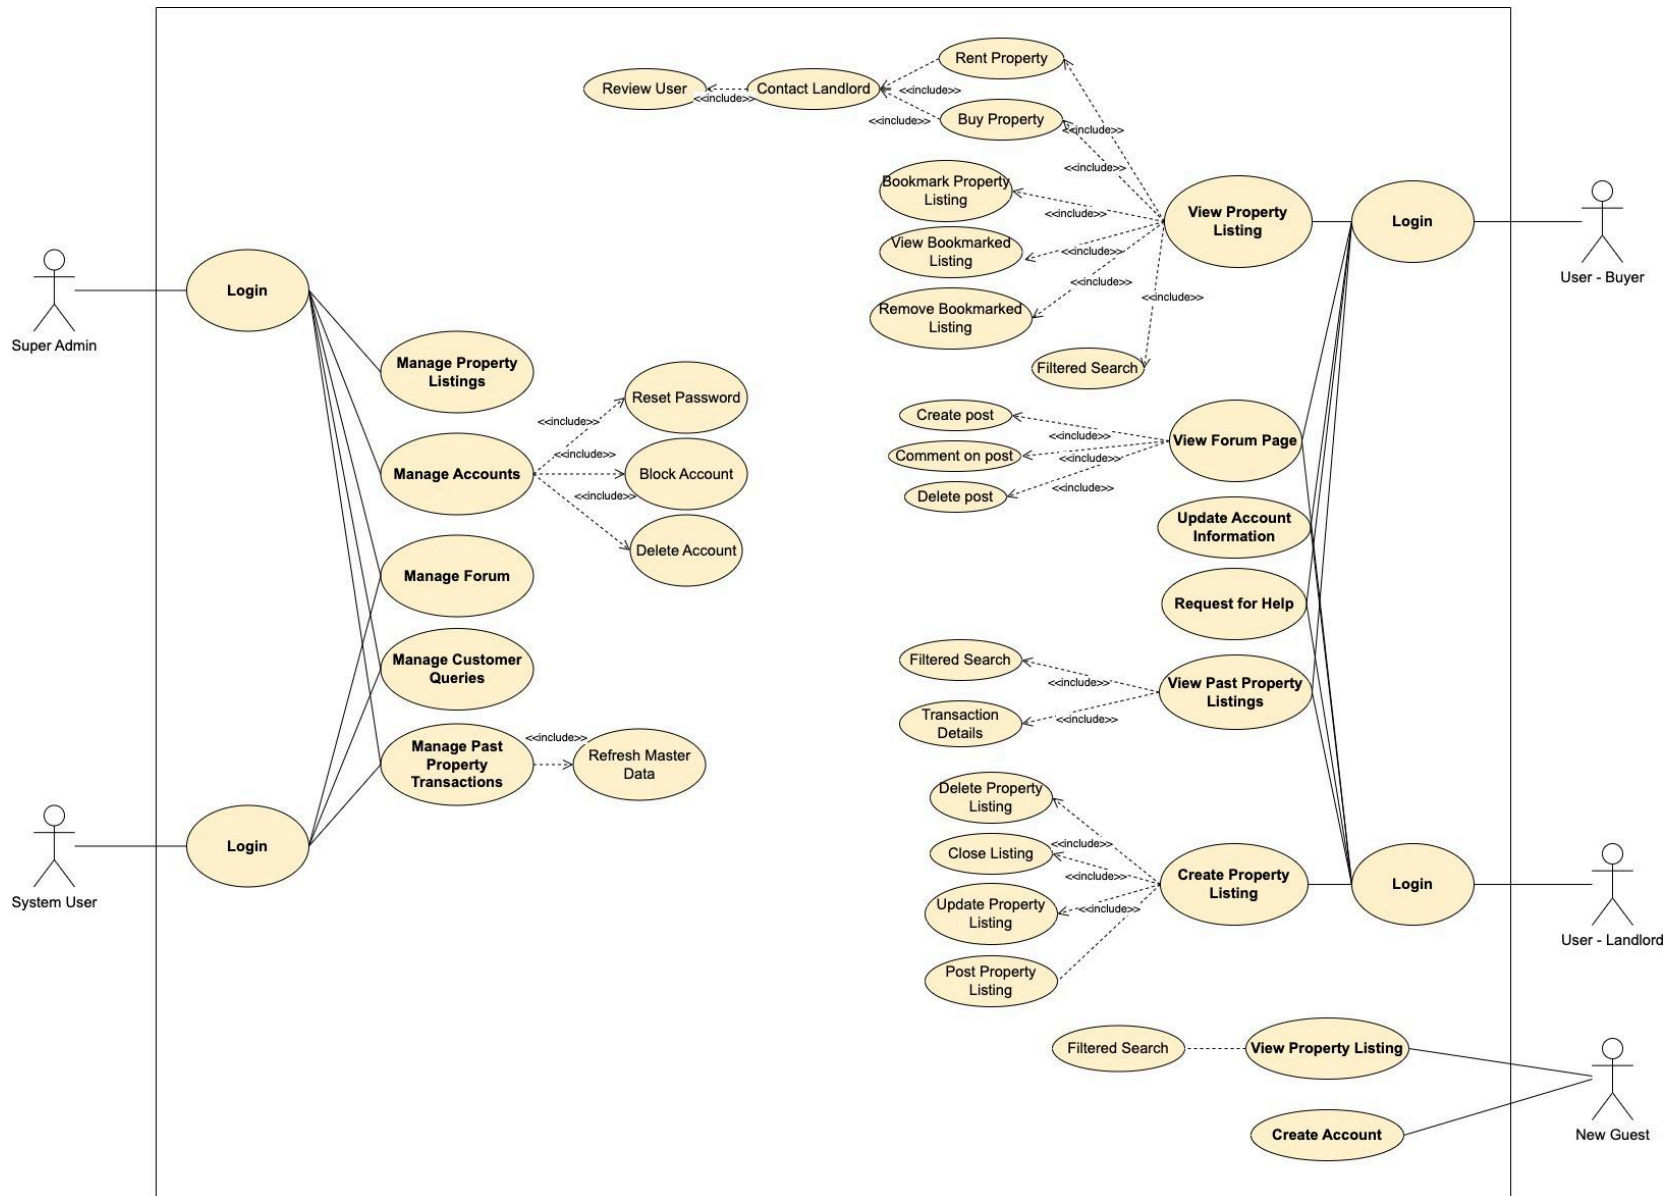 Rent Property
Review User
<<include>>
Contact Landlord
<<include>>
<<include>>
Buy Property
<<include>>
<<include>>
Bookmark Property
Listing
<<include>>
View Bookmarked
Listing
<<include>>
Remove Bookmarked
Listing
<<include>>
Filtered Search
View Property
Listing
Login
User - Buyer
Super Admin
Login
Manage Property
Listings
Manage Accounts
<<include>>
<<include>>
<<include>>
Reset Password
Block Account
Delete Account
Manage Forum
Manage Customer
Queries
Manage Past
Property
Transactions
<<include>>
Refresh Master
Data
System User
Login
Create post
Comment on post
Delete post
<<include>>
<<include>>
<<include>>
View Forum Page
Update Account
Information
Request for Help
Filtered Search
<<include>>
Transaction
Details
<<include>>
View Past Property
Listings
Delete Property
Listing
Close Listing
<<include>>
<<include>>
Update Property
Listing
<<include>>
Post Property
Listing
Create Property
Listing
Login
User - Landlord
Filtered Search
View Property Listing
Create Account
New Guest